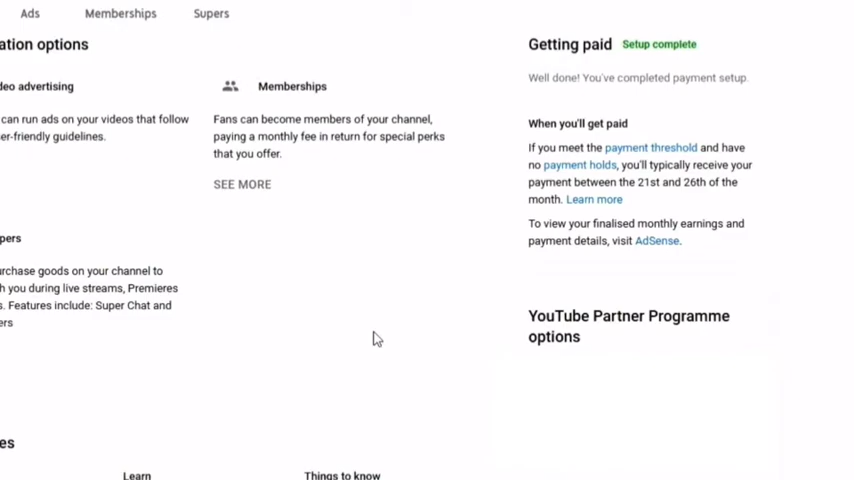 Ads Memberships Supers
ation options
deo advertising
can run ads on your videos that follow
er-friendly guidelines.
Memberships
Fans can become members of your channel,
paying a monthly fee in return for special perks
that you offer.
SEE MORE
pers
urchase goods on your channel to
h you during live streams, Premieres
s. Features include: Super Chat and
ers
es
Learn
Things to know
Getting paid Setup complete
Well done! You've completed payment setup.
When you'll get paid
If you meet the payment threshold and have
no payment holds, you'll typically receive your
payment between the 21st and 26th of the
month. Learn more
To view your finalised monthly earnings and
payment details, visit AdSense.
YouTube Partner Programme
options